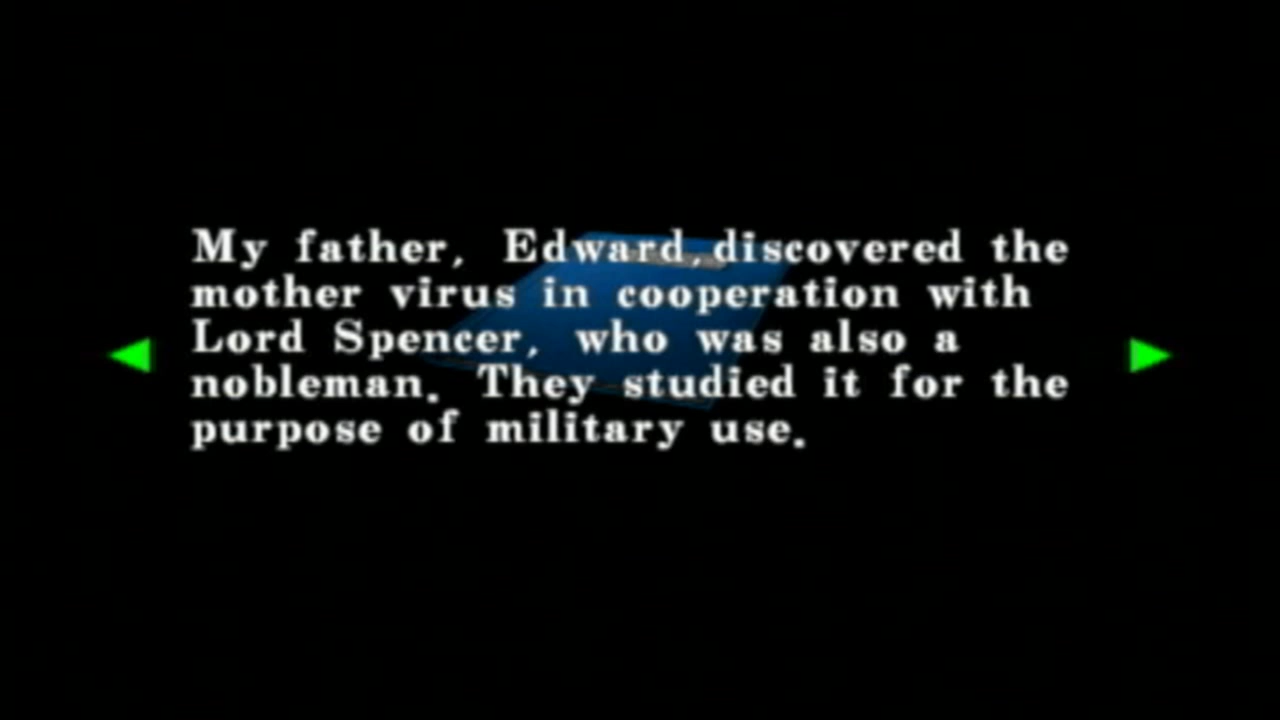 My father, Edward,discovered the
mother virus in cooperation with
Lord Spencer, who was also a
nobleman. They studied it for the
purpose of military use.